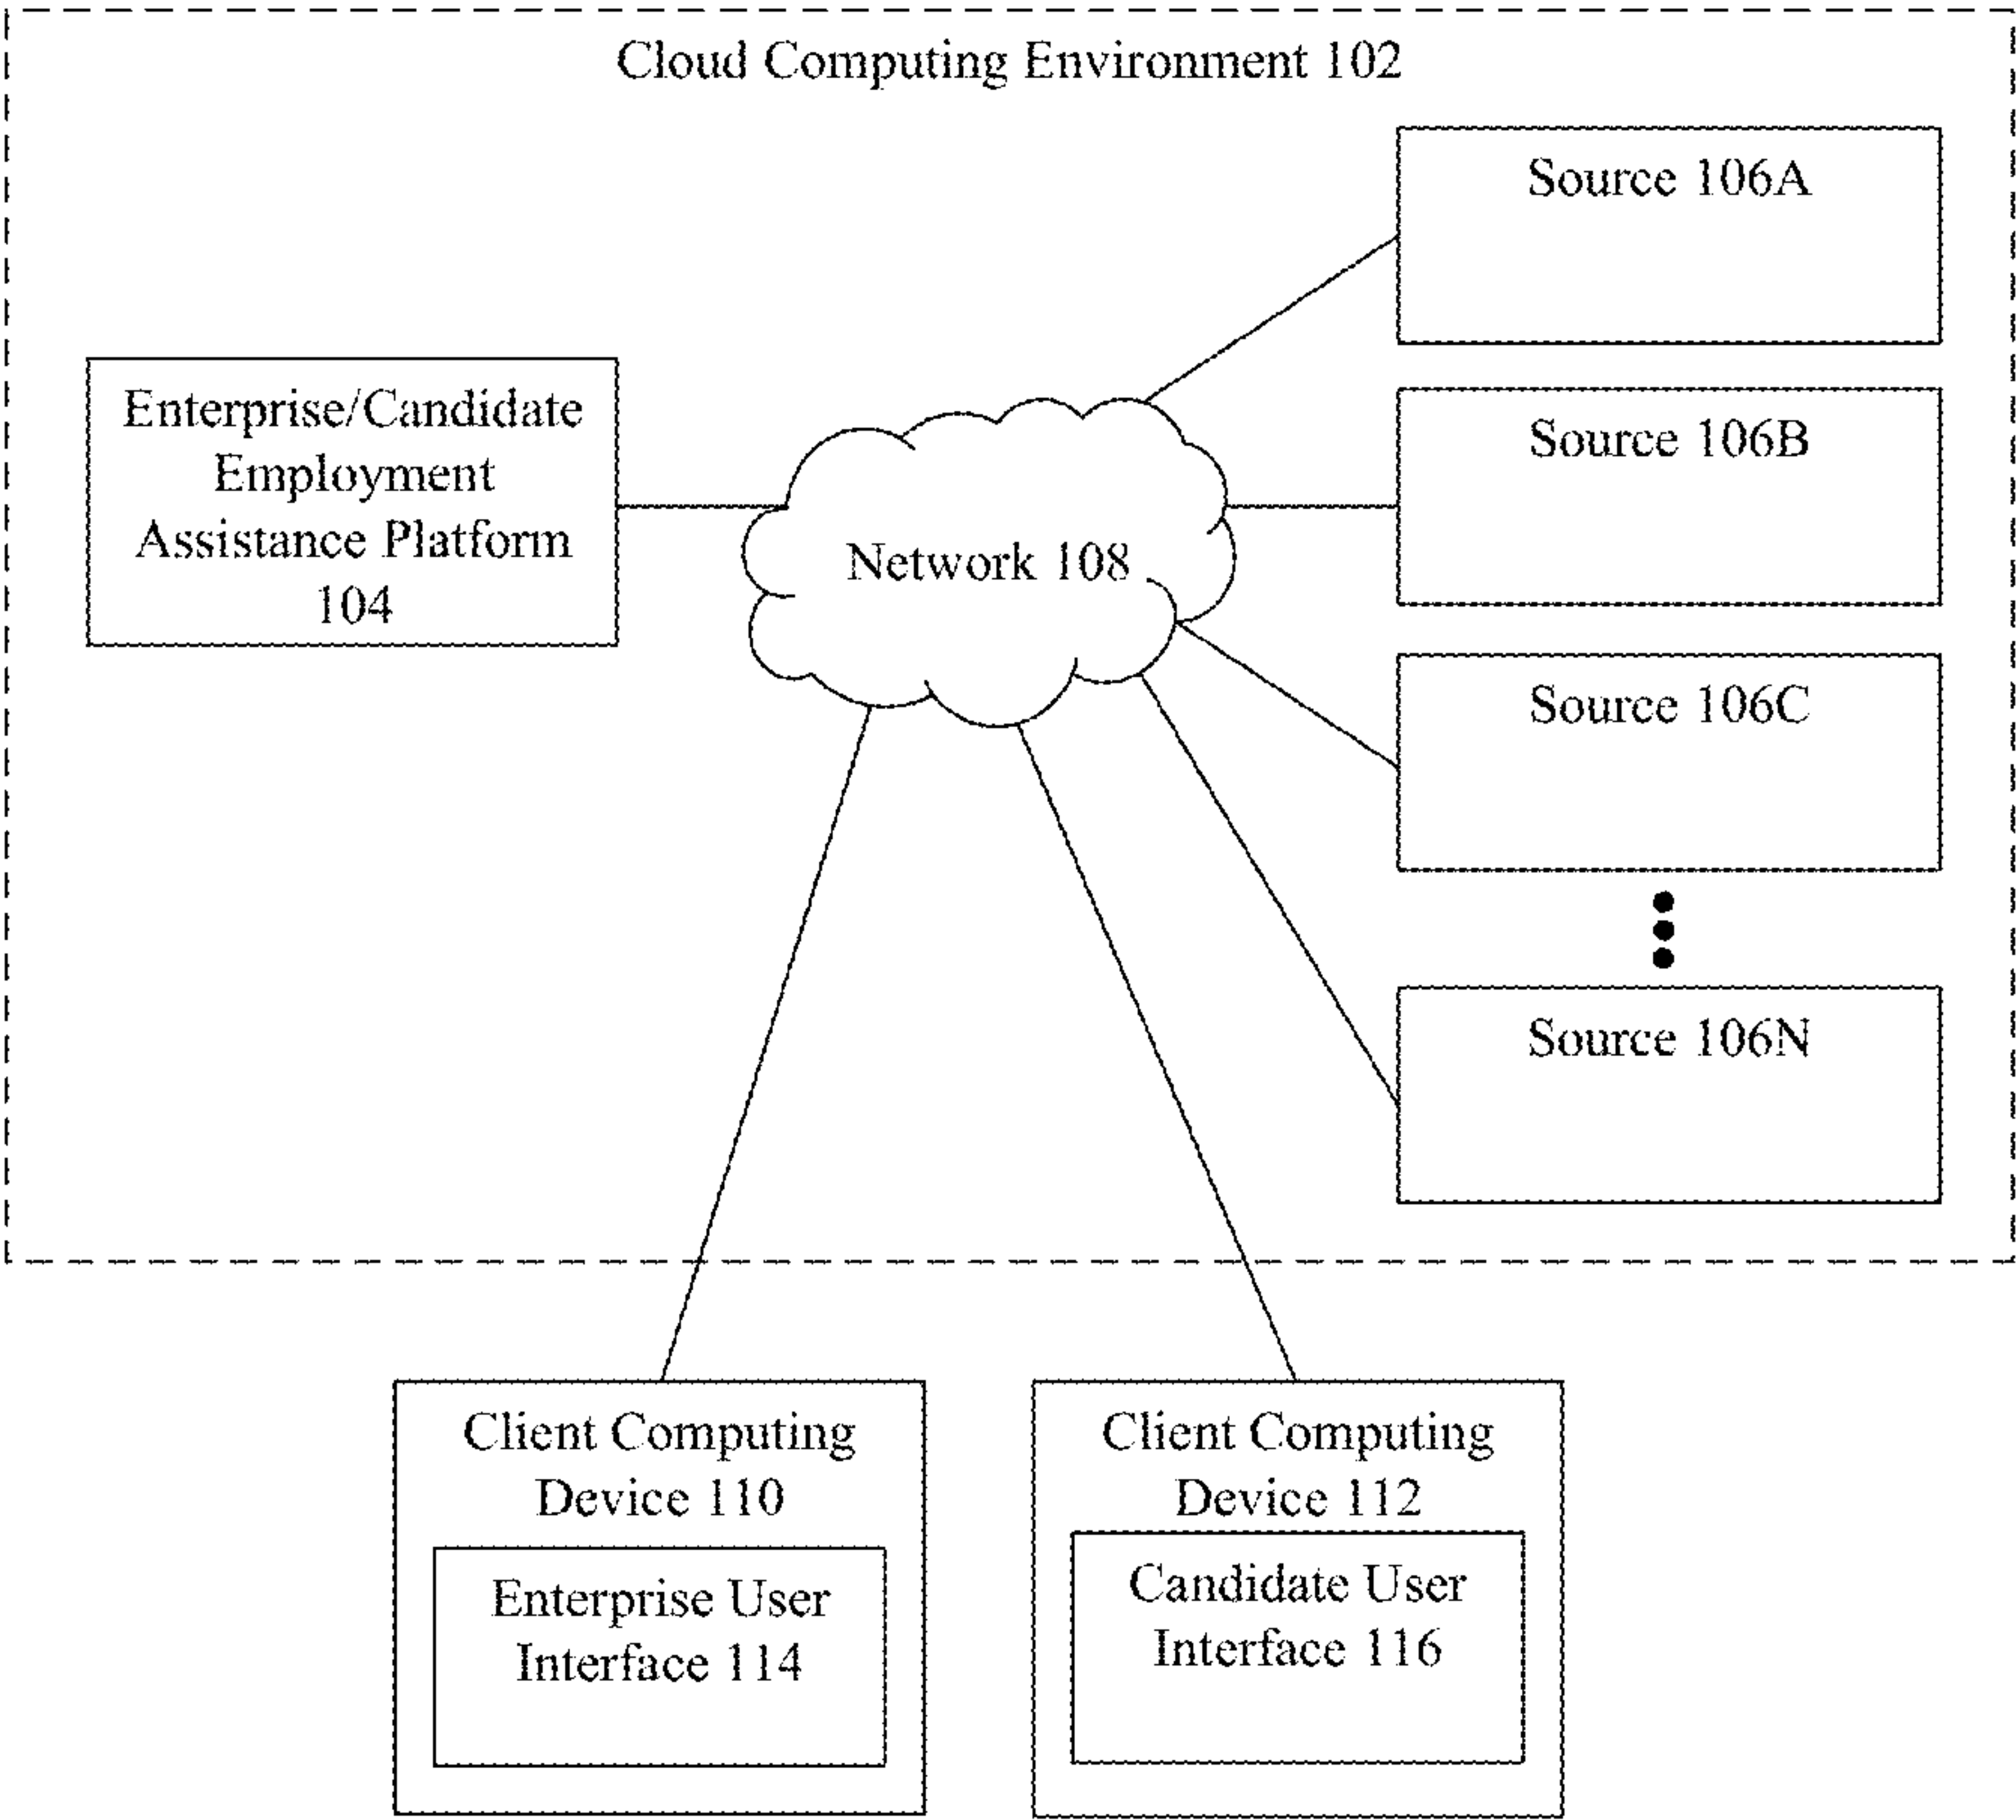 Cloud Computing Environment 102
Source 106A
Enterprise/Candidate
Employment
Assistance Platform
104
Source 106B
Network 108
Source 106C
Source 106N
Client Computing
Device 110
Enterprise User
Interface 114
Client Computing
Device 112
Candidate User
Interface 116